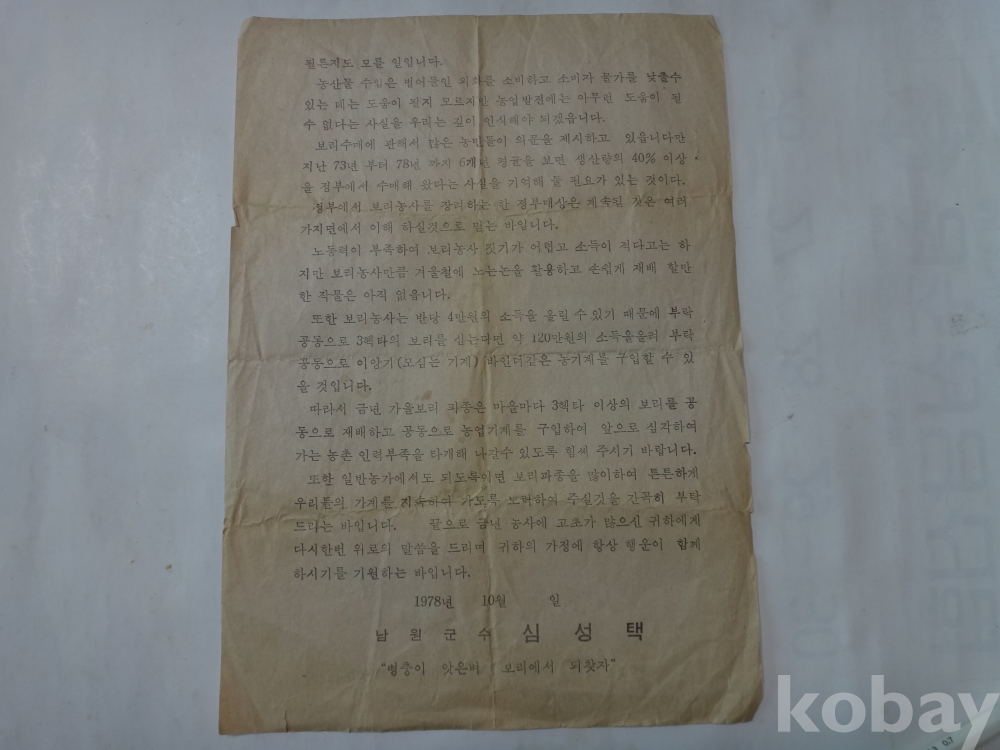 될른지도 모를 일입니다.
농산물 수입은 벌어들인 외화를 소비하고 소비자 물가를 낮출수
있는 데는 도움이 될지 모르지만 농업발전에는 아무런 도움이 될
수 없다는 사실을 우리는 깊이 인식해야 되겠읍니다.
보리수매에 관해서 많은 농민들이 의문을 제시하고 있읍니다만
지난 73년 부터 78년 까지 6개년 평균을 보면 생산량의 40% 이상
을 정부에서 수매해 왔다는 사실을 기억해 둘 필요가 있는 것이다.
정부에서 보리농사를 장려하는 한 정부매상은 계속될 것은 여러
가지면에서 이해 하실것으로 믿는 바입니다.
노동력이 부족하여 보리농사 짓기가 어렵고 소득이 적다고는 하
지만 보리농사만큼 겨울철에 노는논을 활용하고 손쉽게 재배 할만
한 작물은 아직 없읍니다.
또한 보리농사는 반당 4만원의 소득을 올릴 수 있기 때문에 부락
공동으로 3헥타의 보리를 심는다면 약 120만원의 소득을올려 부락
공동으로 이앙기(모심는 기계) 바인더같은 농기계를 구입할 수 있
을 것입니다.
따라서 금년 가을보리 파종은 마을마다 3헥타 이상의 보리를 공
동으로 재배하고 공동으로 농업기계를 구입하여 앞으로 심각하여
가는 농촌 인력부족을 타개해 나갈수 있도록 힘써 주시기 바랍니다.
또한 일반농가에서도 되도록이면 보리파종을 많이하여 튼튼하게
우리들의 가계를 지속하여 가도록 노력하여 주실것을 간곡히 부탁
드리는 바입니다. 끝으로 금년 농사에 고초가 많으신 귀하에게
다시한번 위로의 말씀을 드리며 귀하의 가정에 항상 행운이 함께
하시기를 기원하는 바입니다.
1978년 10월 일
남원군수 심성택
"병충이 앗은벼 보리에서 되찾자"
kobay